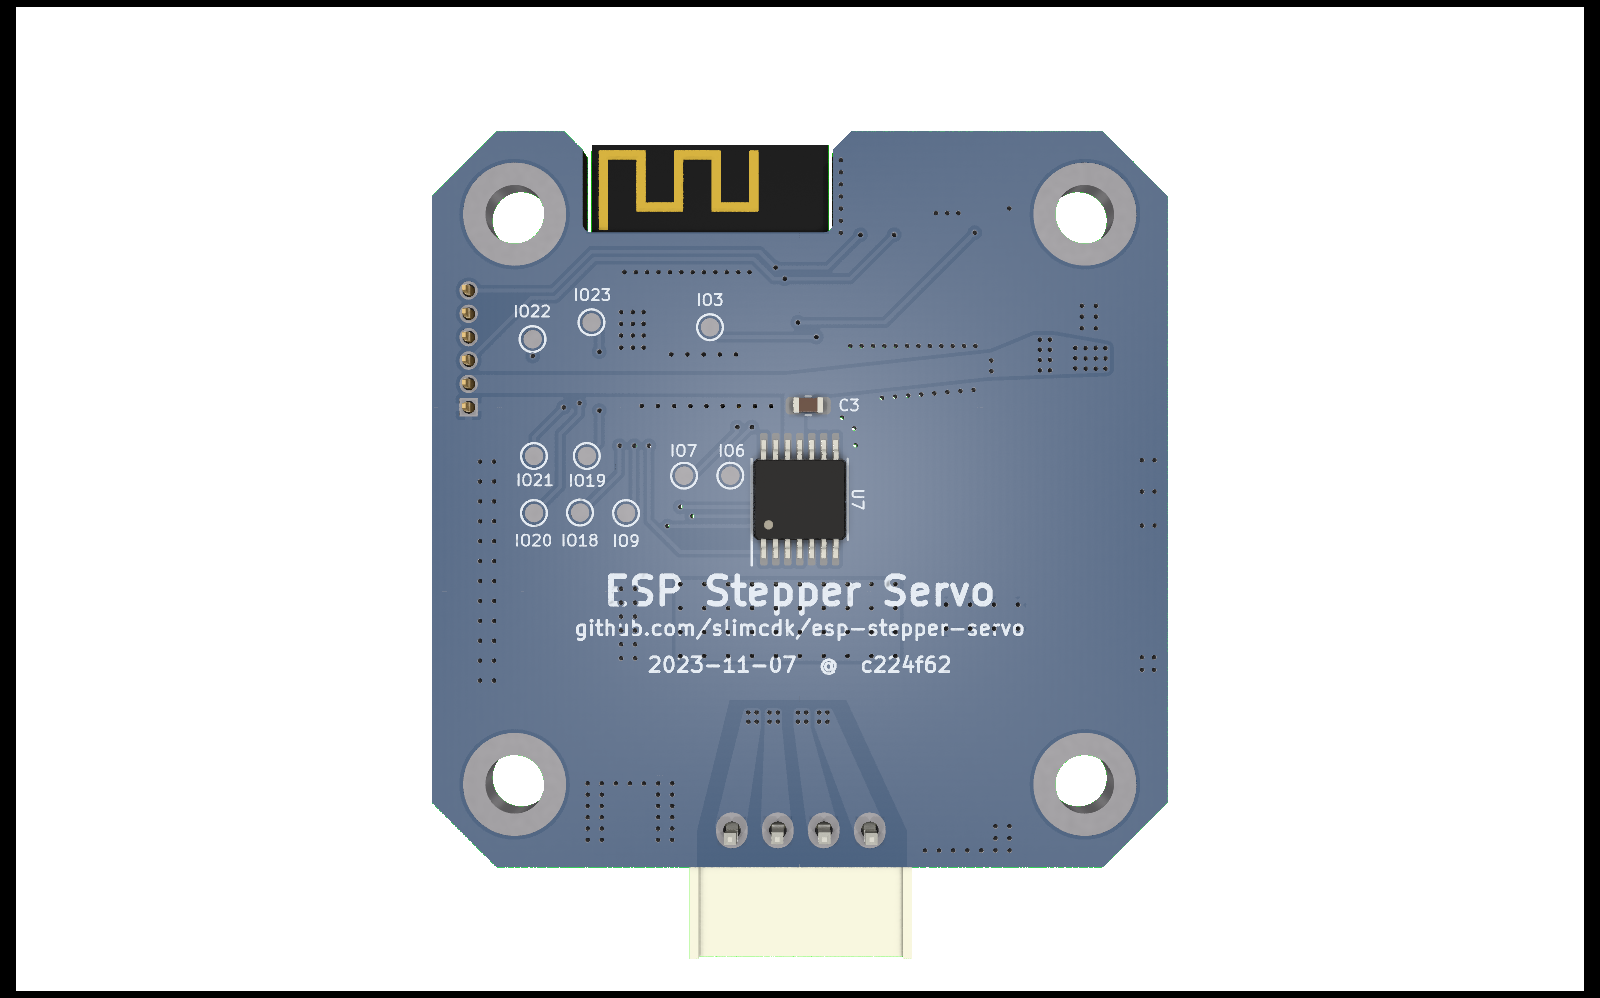 IO23
IO22
IO3
C3
IO7
IO6
IO21
IO19
U7
IO20
IO18
IO9
ESP Stepper Servo
github.com/slimcdk/esp-stepper-servo
2023-11-07 @ c224f62